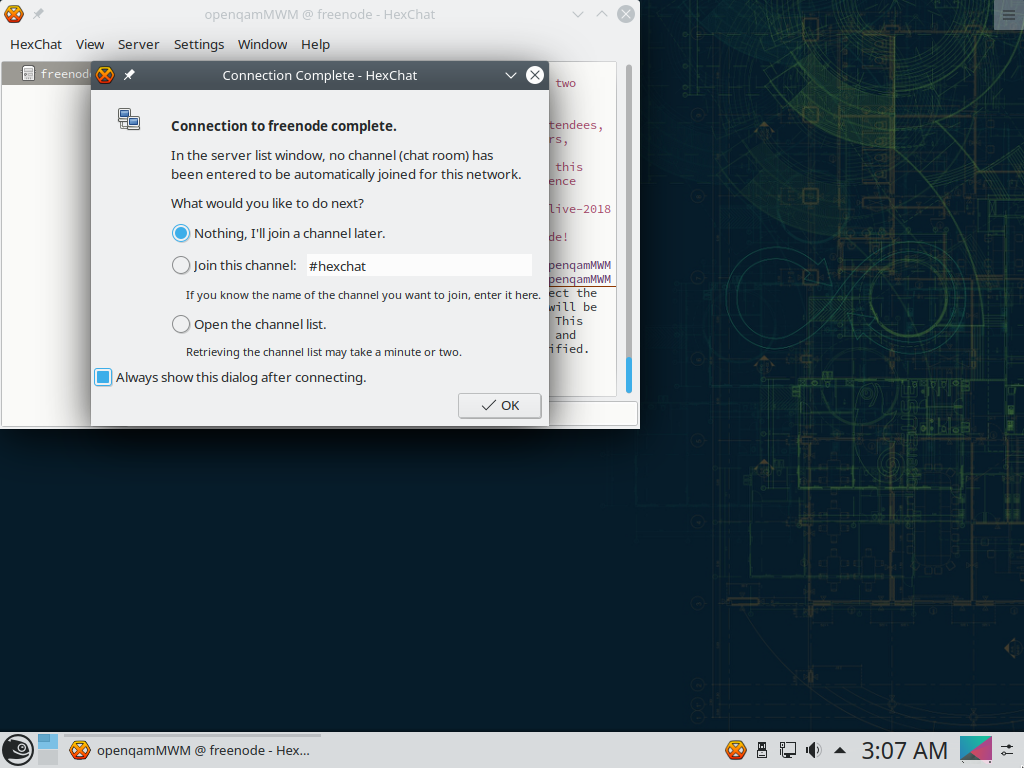 openqamMWM @ freenode - HexChat
HexChat View Server Settings Window Help
Connection Complete - HexChat
Connection to freenode complete.
In the server list window, no channel (chat room) has
been entered to be automatically joined for this network.
What would you like to do next?
Nothing, I'll join a channel later.
Join this channel: #hexchat
If you know the name of the channel you want to join, enter it here.
Open the channel list.
Retrieving the channel list may take a minute or two.
Always show this dialog after connecting.
OK
freenod
two
tendees,
rs,
this
ence
live-2018
de!
penqamMWM
penqamMWM
ect the
will be
This
and
ified.
openqamMWM @ freenode - Hex...
3:07 AM